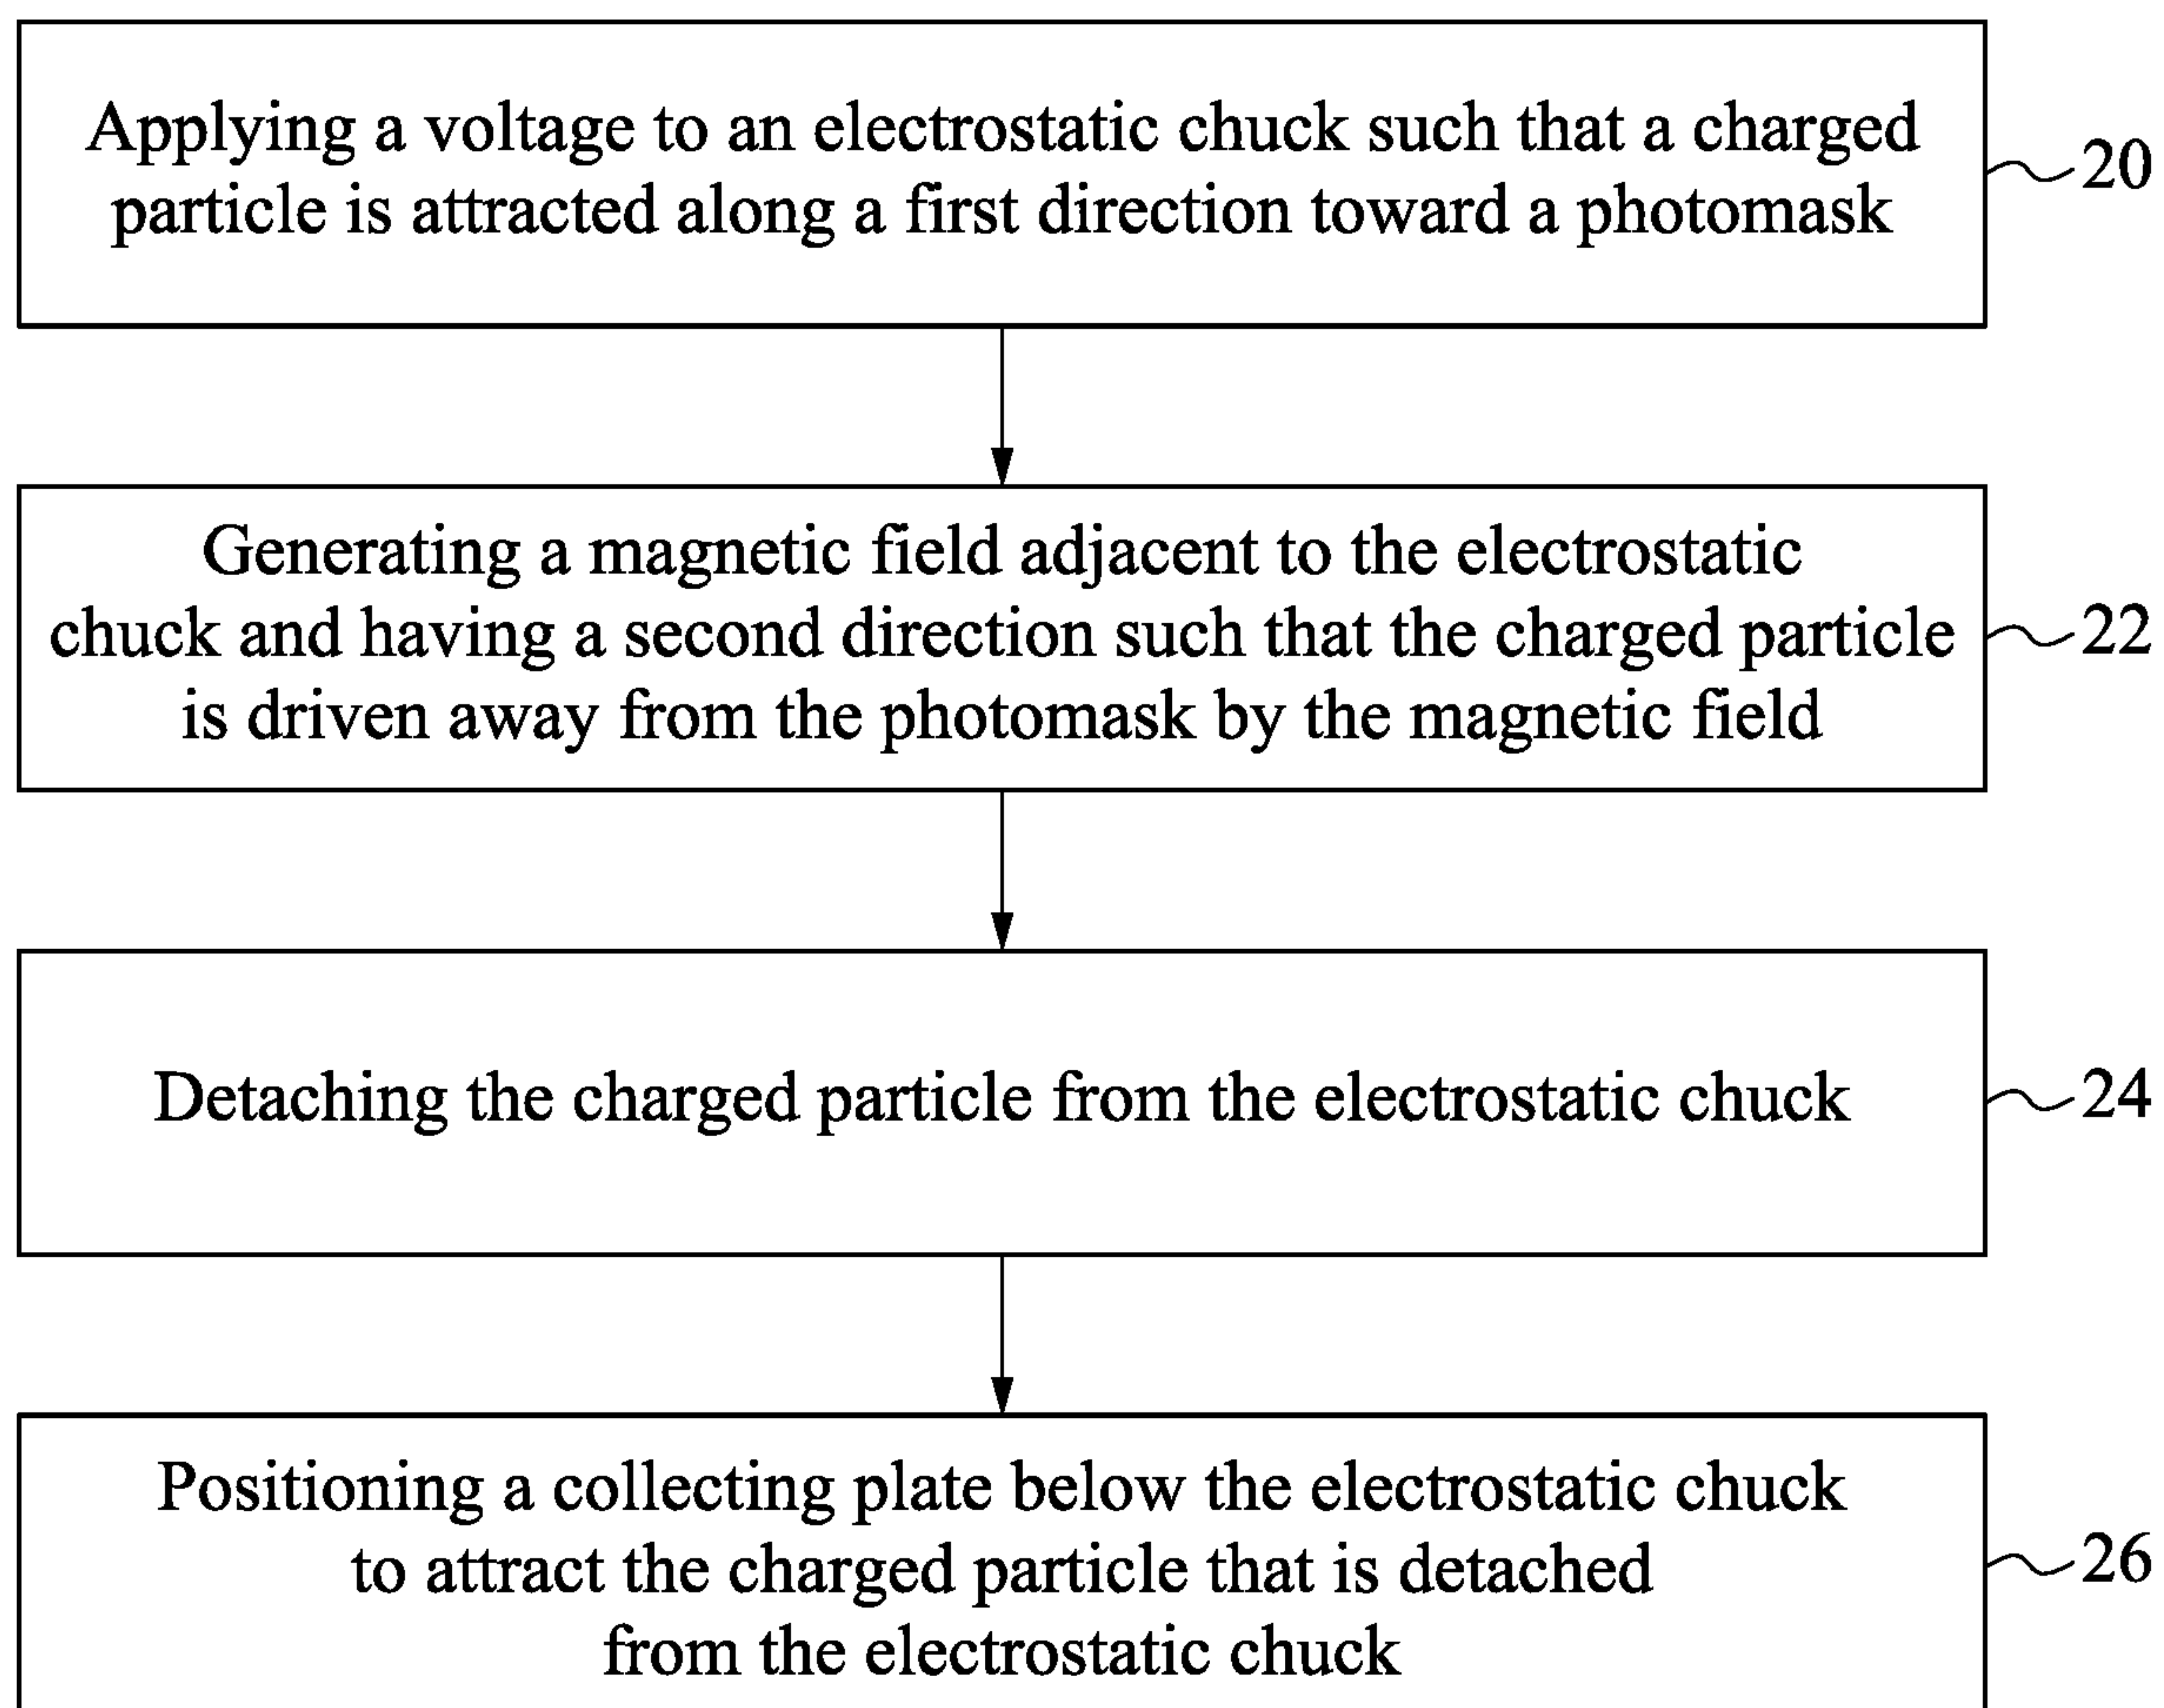 Applying a voltage to an electrostatic chuck such that a charged
particle is attracted along a first direction toward a photomask
20
Generating a magnetic field adjacent to the electrostatic
chuck and having a second direction such that the charged particle
is driven away from the photomask by the magnetic field
22
Detaching the charged particle from the electrostatic chuck
24
Positioning a collecting plate below the electrostatic chuck
to attract the charged particle that is detached
from the electrostatic chuck
26